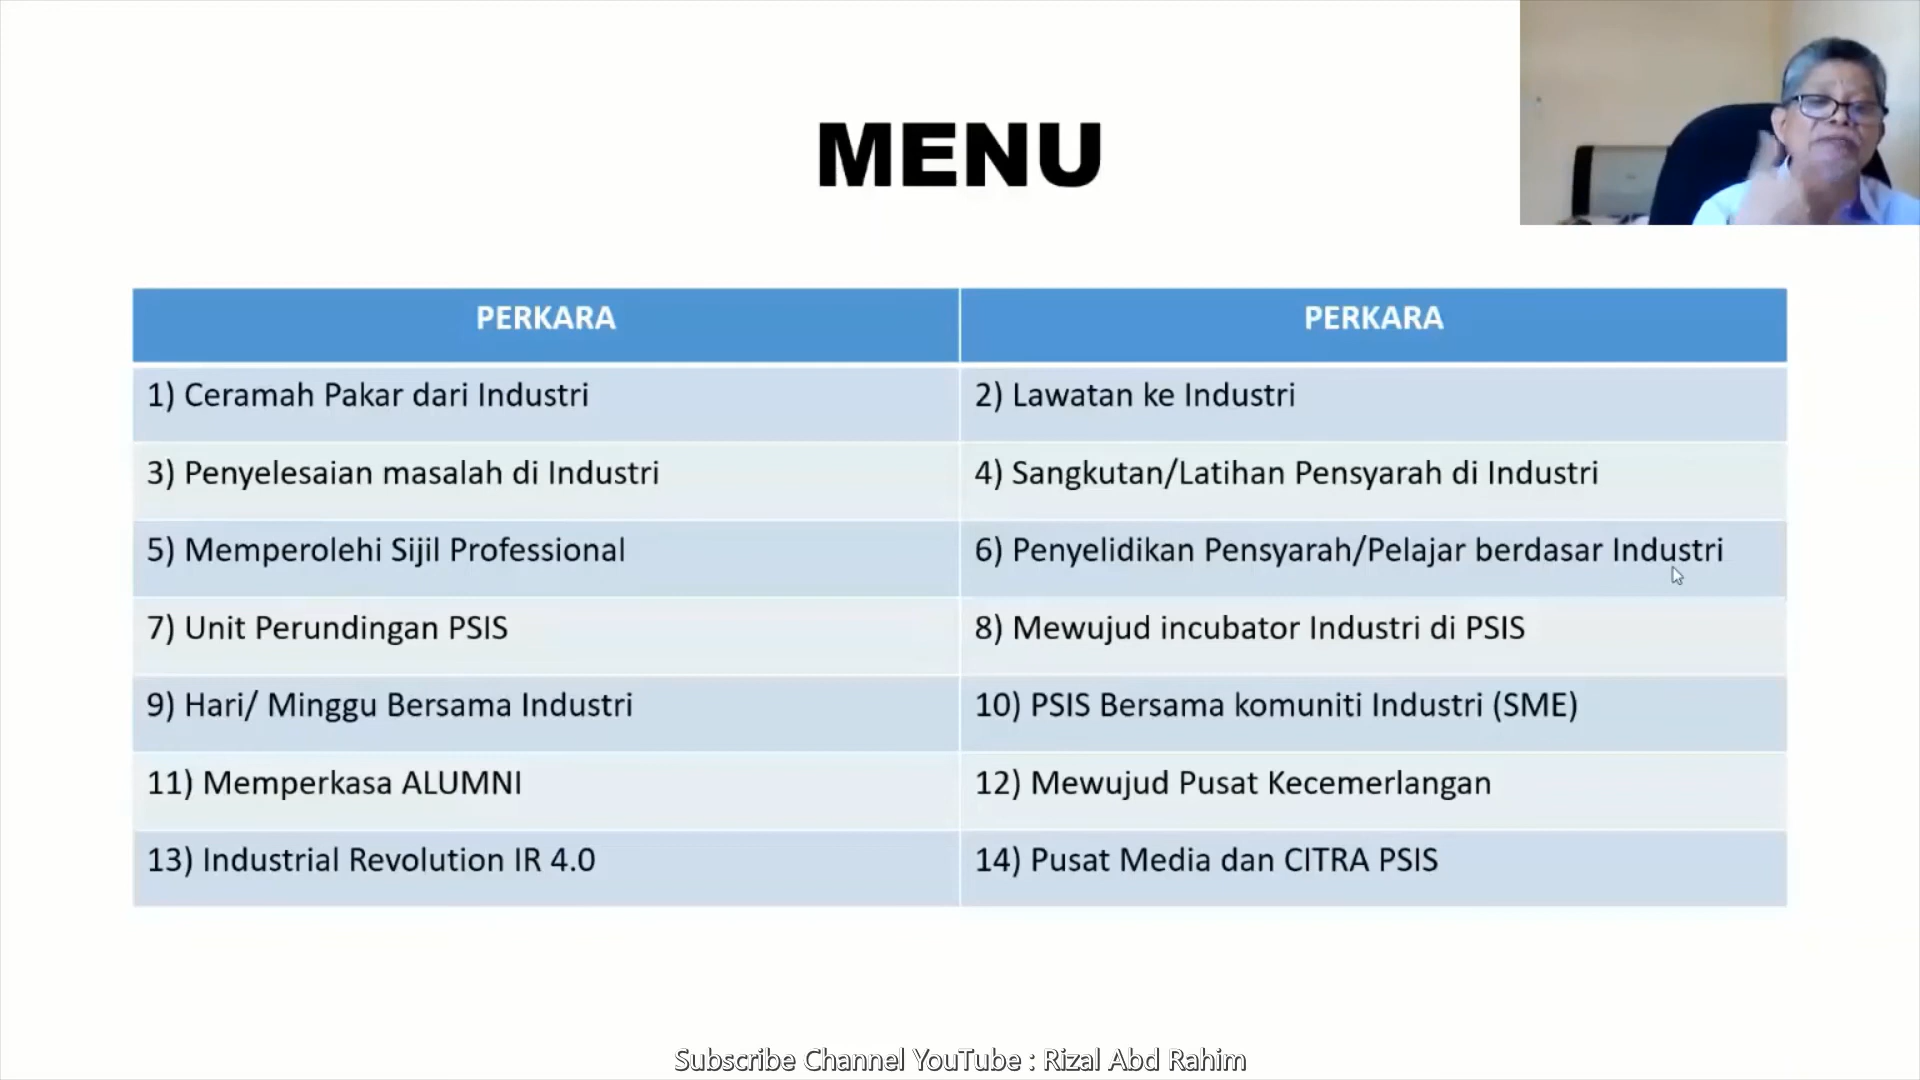 MENU
PERKARA
PERKARA
1) Ceramah Pakar dari Industri
2) Lawatan ke Industri
3) Penyelesaian masalah di Industri
4) Sangkutan/Latihan Pensyarah di Industri
5) Memperolehi Sijil Professional
6) Penyelidikan Pensyarah/Pelajar berdasar Industri
7) Unit Perundingan PSIS
8) Mewujud incubator Industri di PSIS
9) Hari/ Minggu Bersama Industri
10) PSIS Bersama komuniti Industri (SME)
11) Memperkasa ALUMNI
12) Mewujud Pusat Kecemerlangan
13) Industrial Revolution IR 4.0
14) Pusat Media dan CITRA PSIS
Subscribe Channel YouTube : Rizal Abd Rahim